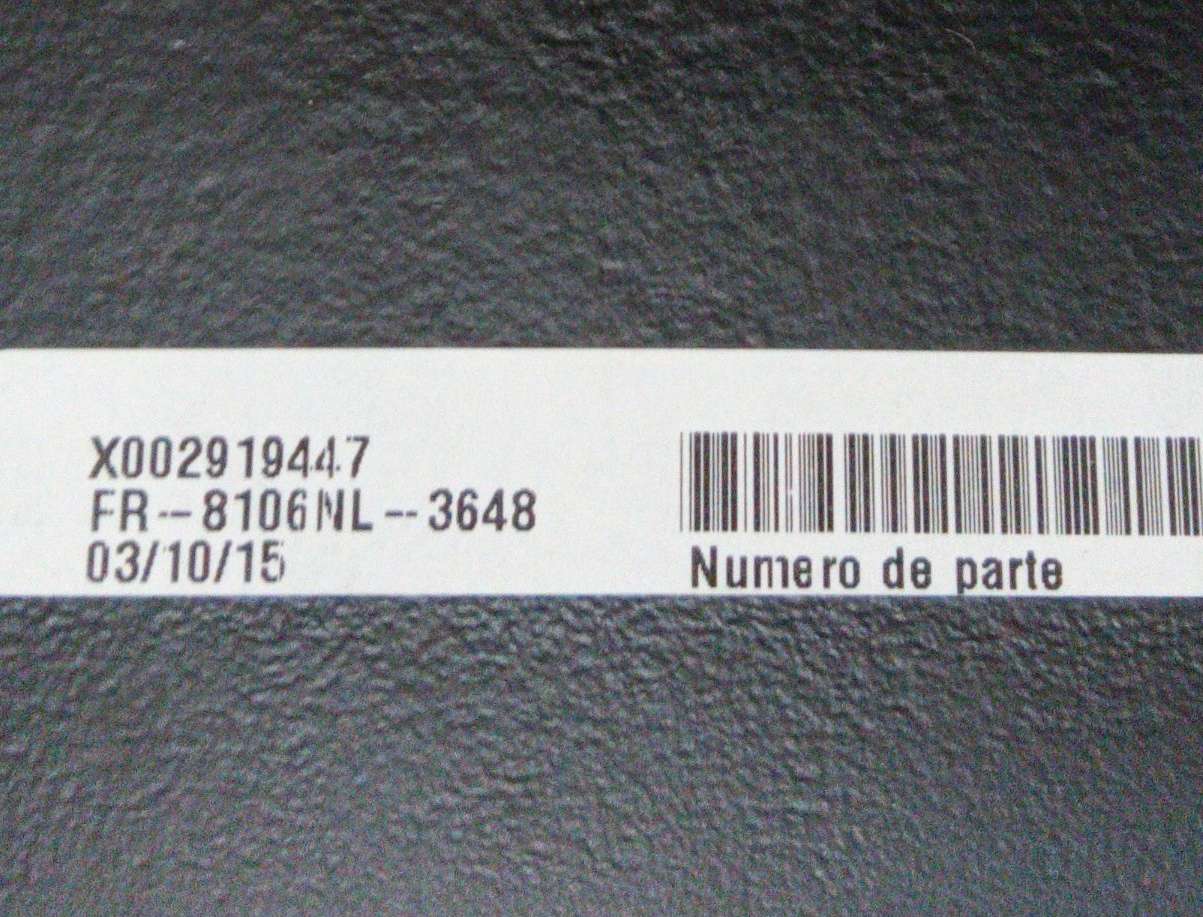 X002919447
FR--8106NL--3648
03/10/15
Numero de parte